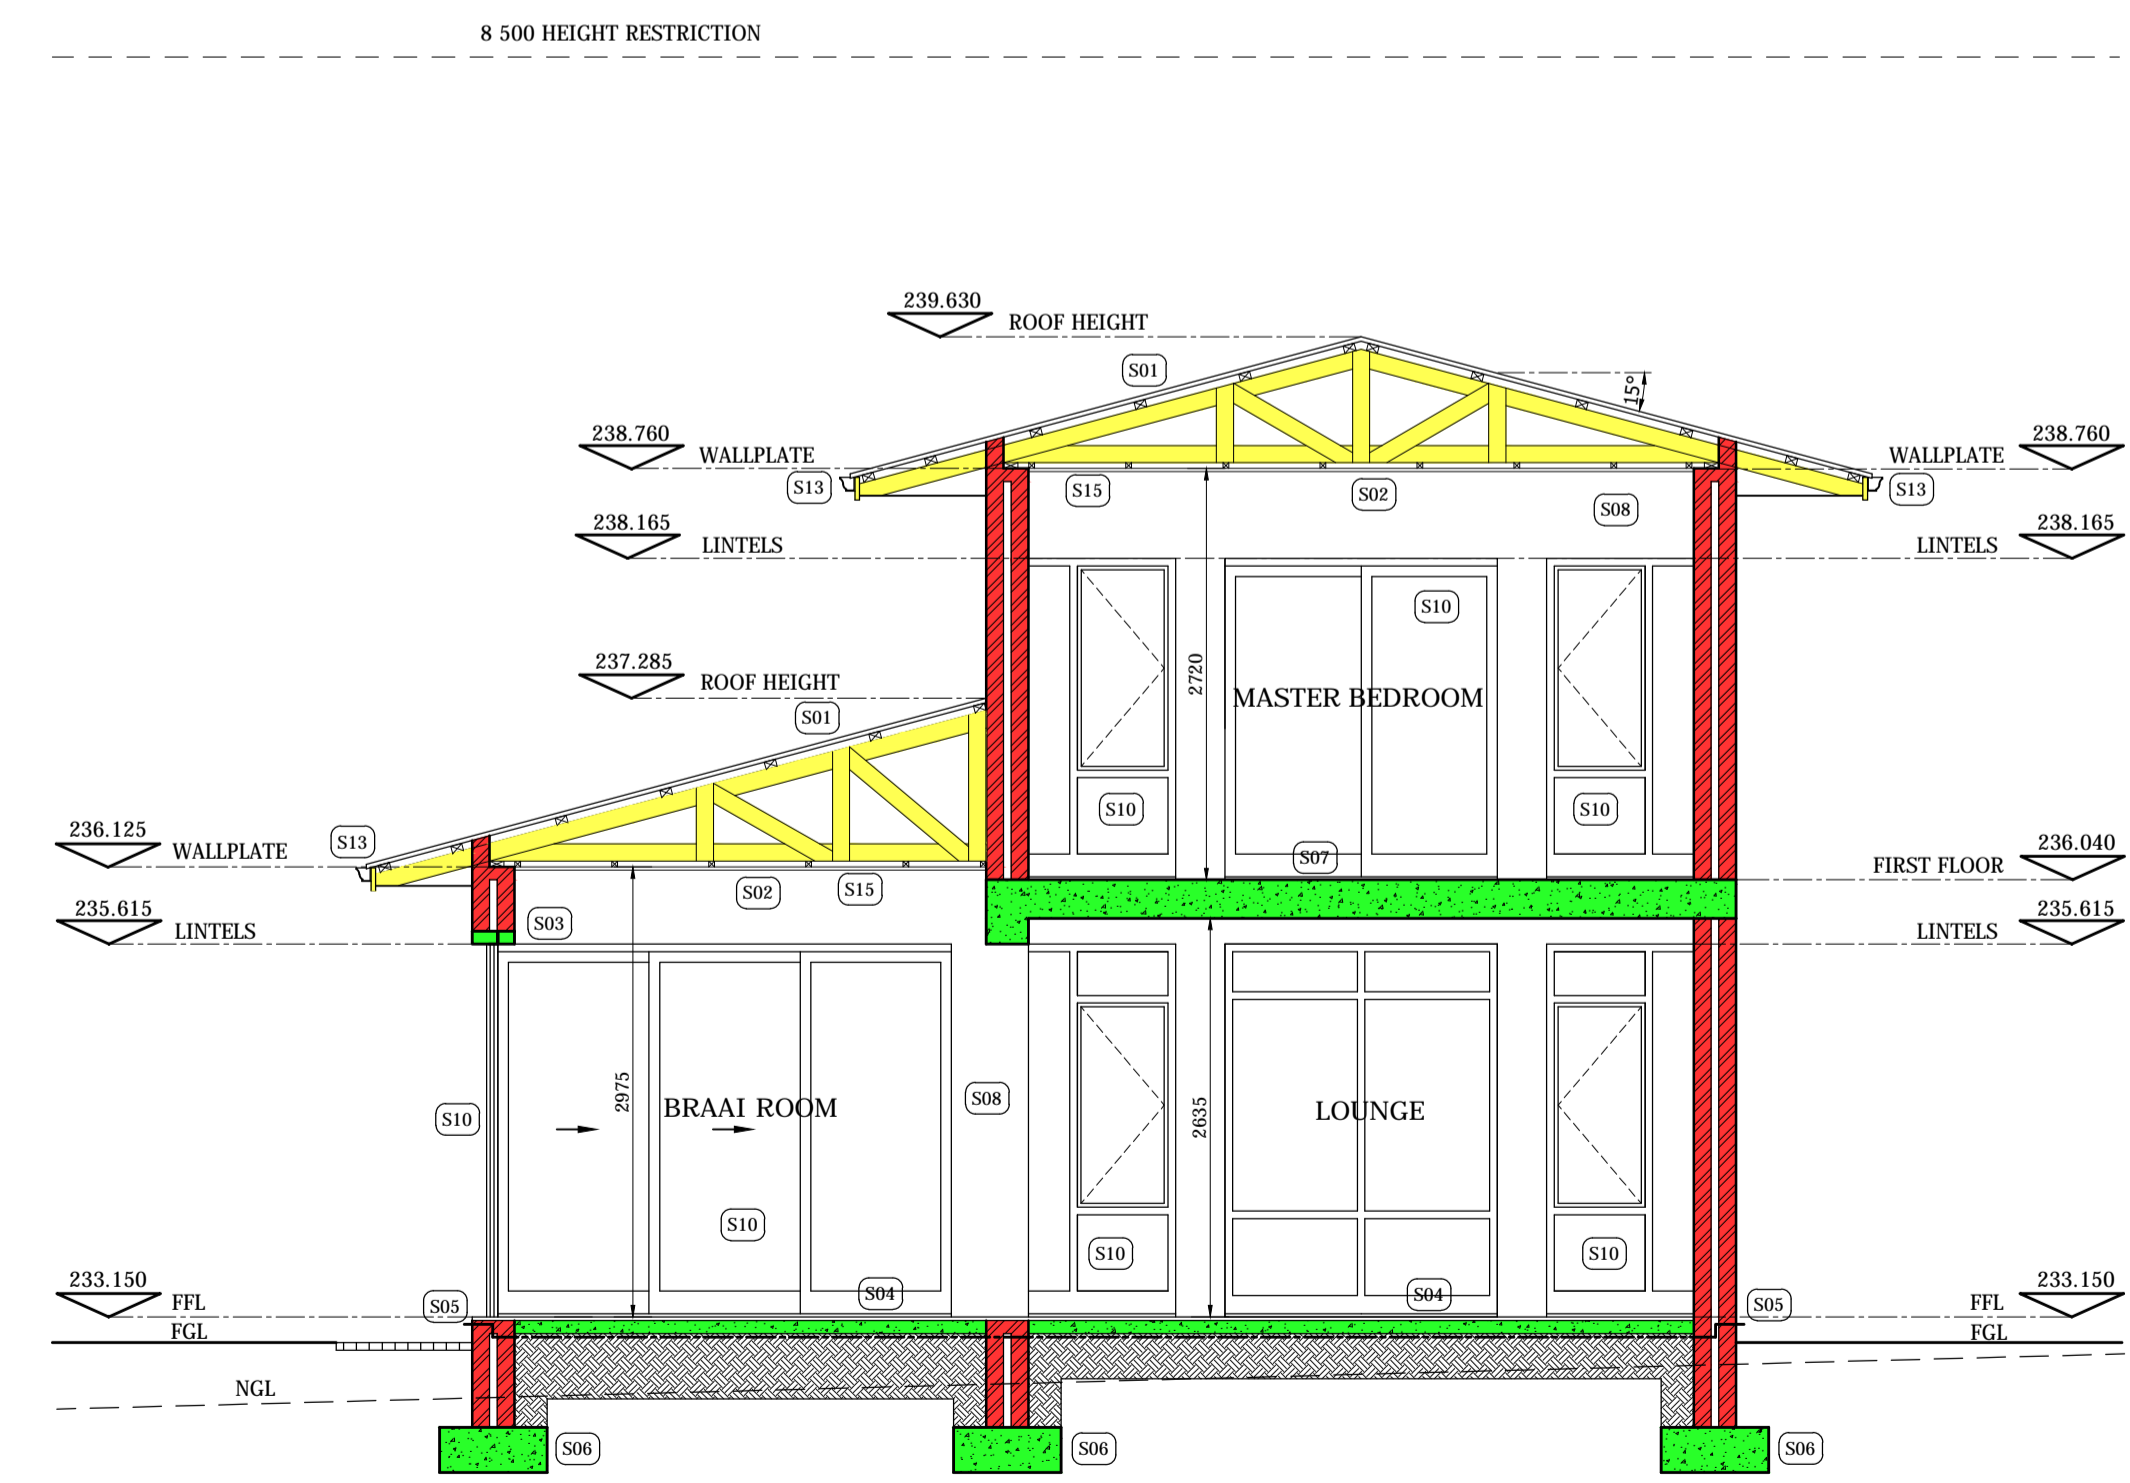 8 500 HEIGHT RESTRICTION
239.630
ROOF HEIGHT
S01
15°
238.760
WALLPLATE
238.760
WALLPLATE
S13
S15
S02
S08
S13
238.165
LINTELS
238.165
LINTELS
S10
237.285
ROOF HEIGHT
2720
MASTER BEDROOM
S01
S10
S10
236.125
WALLPLATE
S13
S07
236.040
FIRST FLOOR
S02
S15
235.615
LINTELS
S03
235.615
LINTELS
S10
2975
BRAAI ROOM
S08
2635
LOUNGE
S10
S10
S10
233.150
FFL
FGL
S05
S04
S04
S05
233.150
FFL
FGL
NGL
S06
S06
S06